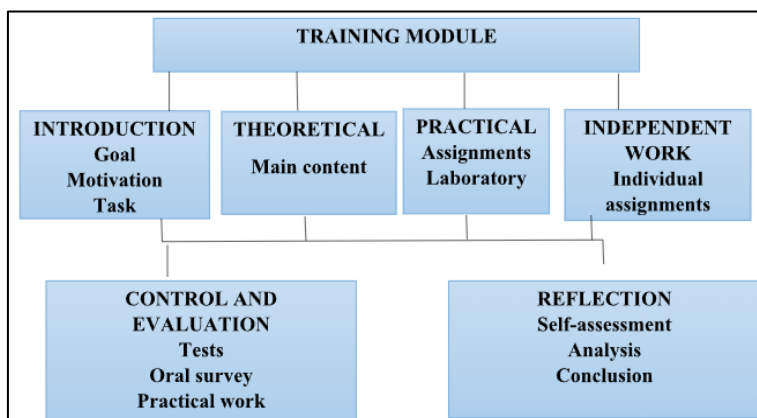 TRAINING MODULE
INTRODUCTION
Goal
Motivation
Task
THEORETICAL
Main content
PRACTICAL
Assignments
Laboratory
INDEPENDENT
WORK
Individual
assignments
CONTROL AND
EVALUATION
Tests
Oral survey
Practical work
REFLECTION
Self-assessment
Analysis
Conclusion